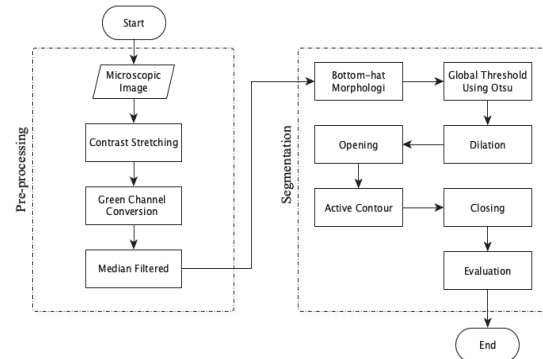 Start
Pre-processing
Microscopic
Image
Contrast Stretching
Green Channel
Conversion
Median Filtered
Segmentation
Bottom-hat
Morphologi
Global Threshold
Using Otsu
Opening
Dilation
Active Contour
Closing
Evaluation
End